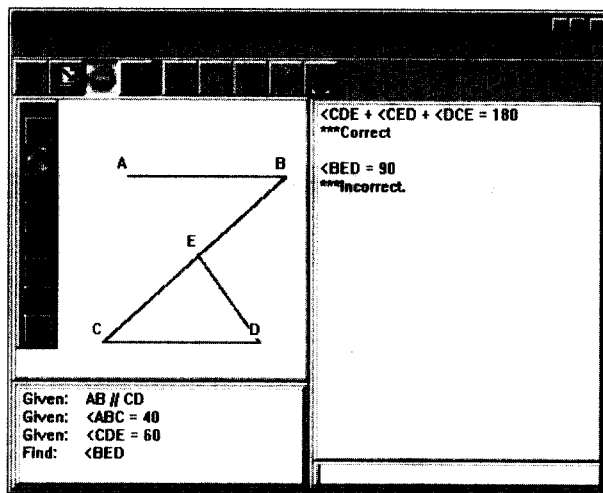 A
B
E
C
D
Given: AB // CD
Given: <ABC = 40
Given: <CDE = 60
Find: <BED
<CDE + <CED + <DCE = 180
***Correct
<BED = 90
***Incorrect.